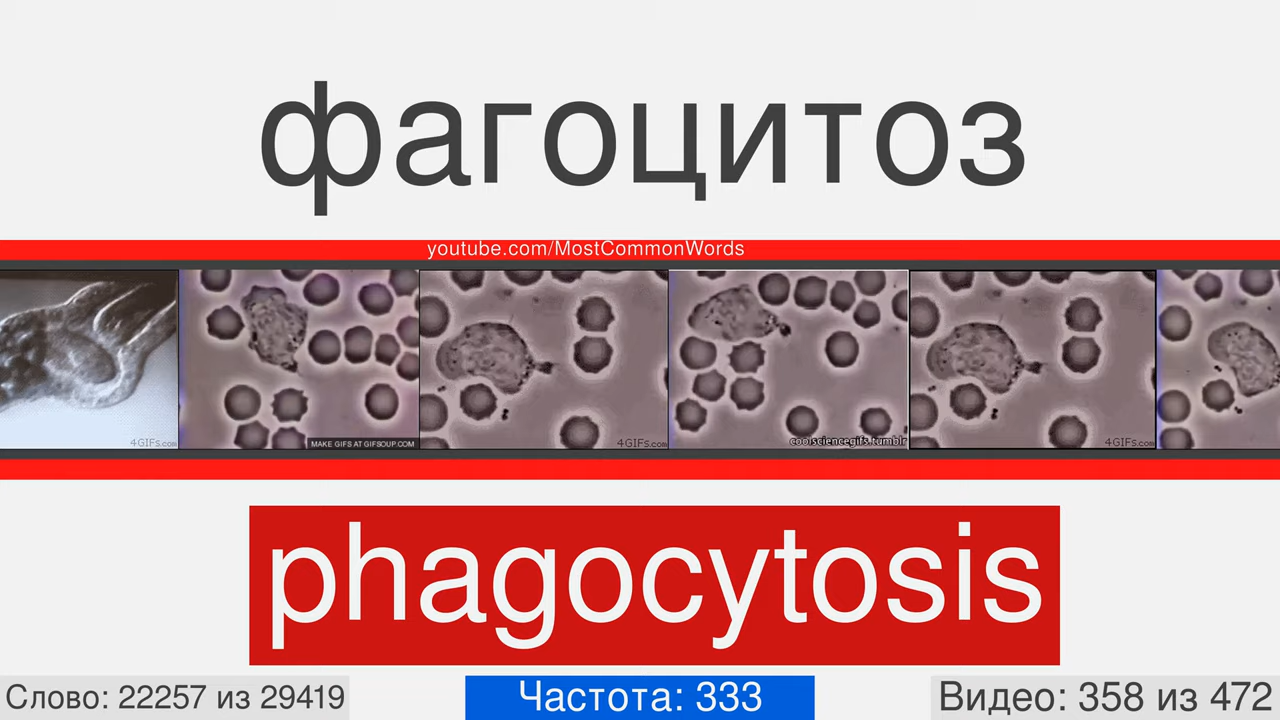 фагоцитоз
youtube.com/MostCommonWords
4GIFs.com
MAKE GIFS AT GIFSOUP.COM
4GIFs.com
coolsciencegifs.tumblr
4GIFs.com
phagocytosis
Слово: 22257 из 29419
Частота: 333
Видео: 358 из 472